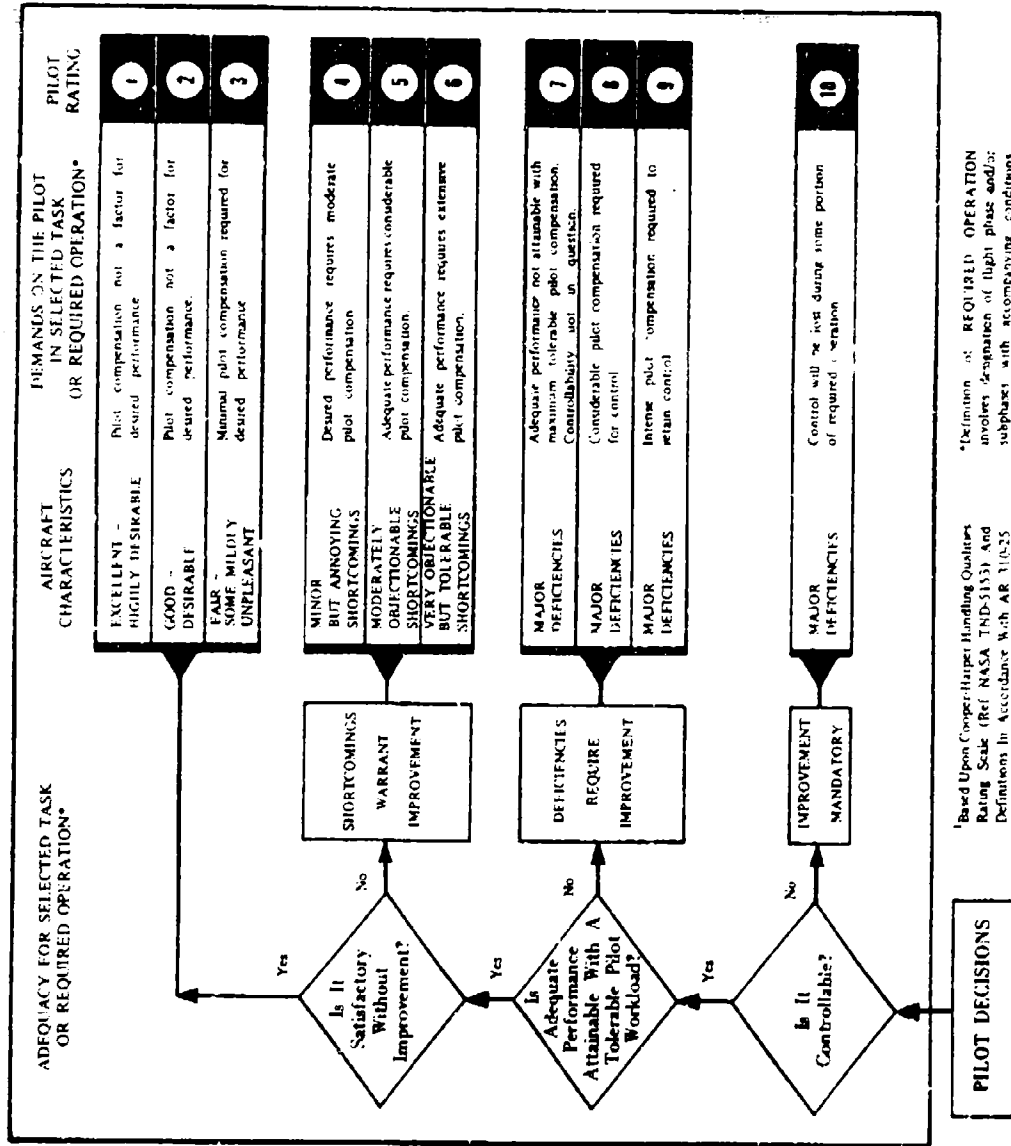 ADEQUACY FOR SELECTED TASK
OR REQUIRED OPERATION*
AIRCRAFT
CHARACTERISTICS
DEMANDS ON THE PILOT
IN SELECTED TASK
OR REQUIRED OPERATION*
PILOT
RATING
EXCELLENT -
HIGHLY DESIRABLE
Pilot compensation not a factor for
desired performance
1
GOOD -
DESIRABLE
Pilot compensation not a factor for
desired performance.
2
FAIR -
SOME MILDLY
UNPLEASANT
Minimal pilot compensation required for
desired performance
3
Yes
Is It
Satisfactory
Without
Improvement?
No
SHORTCOMINGS
WARRANT
IMPROVEMENT
MINOR
BUT ANNOYING
SHORTCOMINGS
Desired performance requires moderate
pilot compensation
4
MODERATELY
OBJECTIONABLE
SHORTCOMINGS
Adequate performance requires considerable
pilot compensation.
5
VERY OBJECTIONABLE
BUT TOLERABLE
SHORTCOMINGS
Adequate performance requires extensive
pilot compensation.
6
Yes
Is
Adequate
Performance
Attainable With A
Tolerable Pilot
Workload?
No
DEFICIENCIES
REQUIRE
IMPROVEMENT
MAJOR
DEFICIENCIES
Adequate performance not attainable with
maximum tolerable pilot compensation.
Controllability not in question.
7
MAJOR
DEFICIENCIES
Considerable pilot compensation required
for control
8
MAJOR
DEFICIENCIES
Intense pilot compensation required to
retain control
9
Yes
Is It
Controllable?
No
IMPROVEMENT
MANDATORY
MAJOR
DEFICIENCIES
Control will be lost during some portion
of required operation
10
PILOT DECISIONS
1Based Upon Cooper-Harper Handling Qualities
Rating Scale (Ref NASA TND-5153) And
Definitions In Accordance With AR 310-25
*Definition of REQUIRED OPERATION
involves designation of flight phase and/or
subphases with accompanying conditions